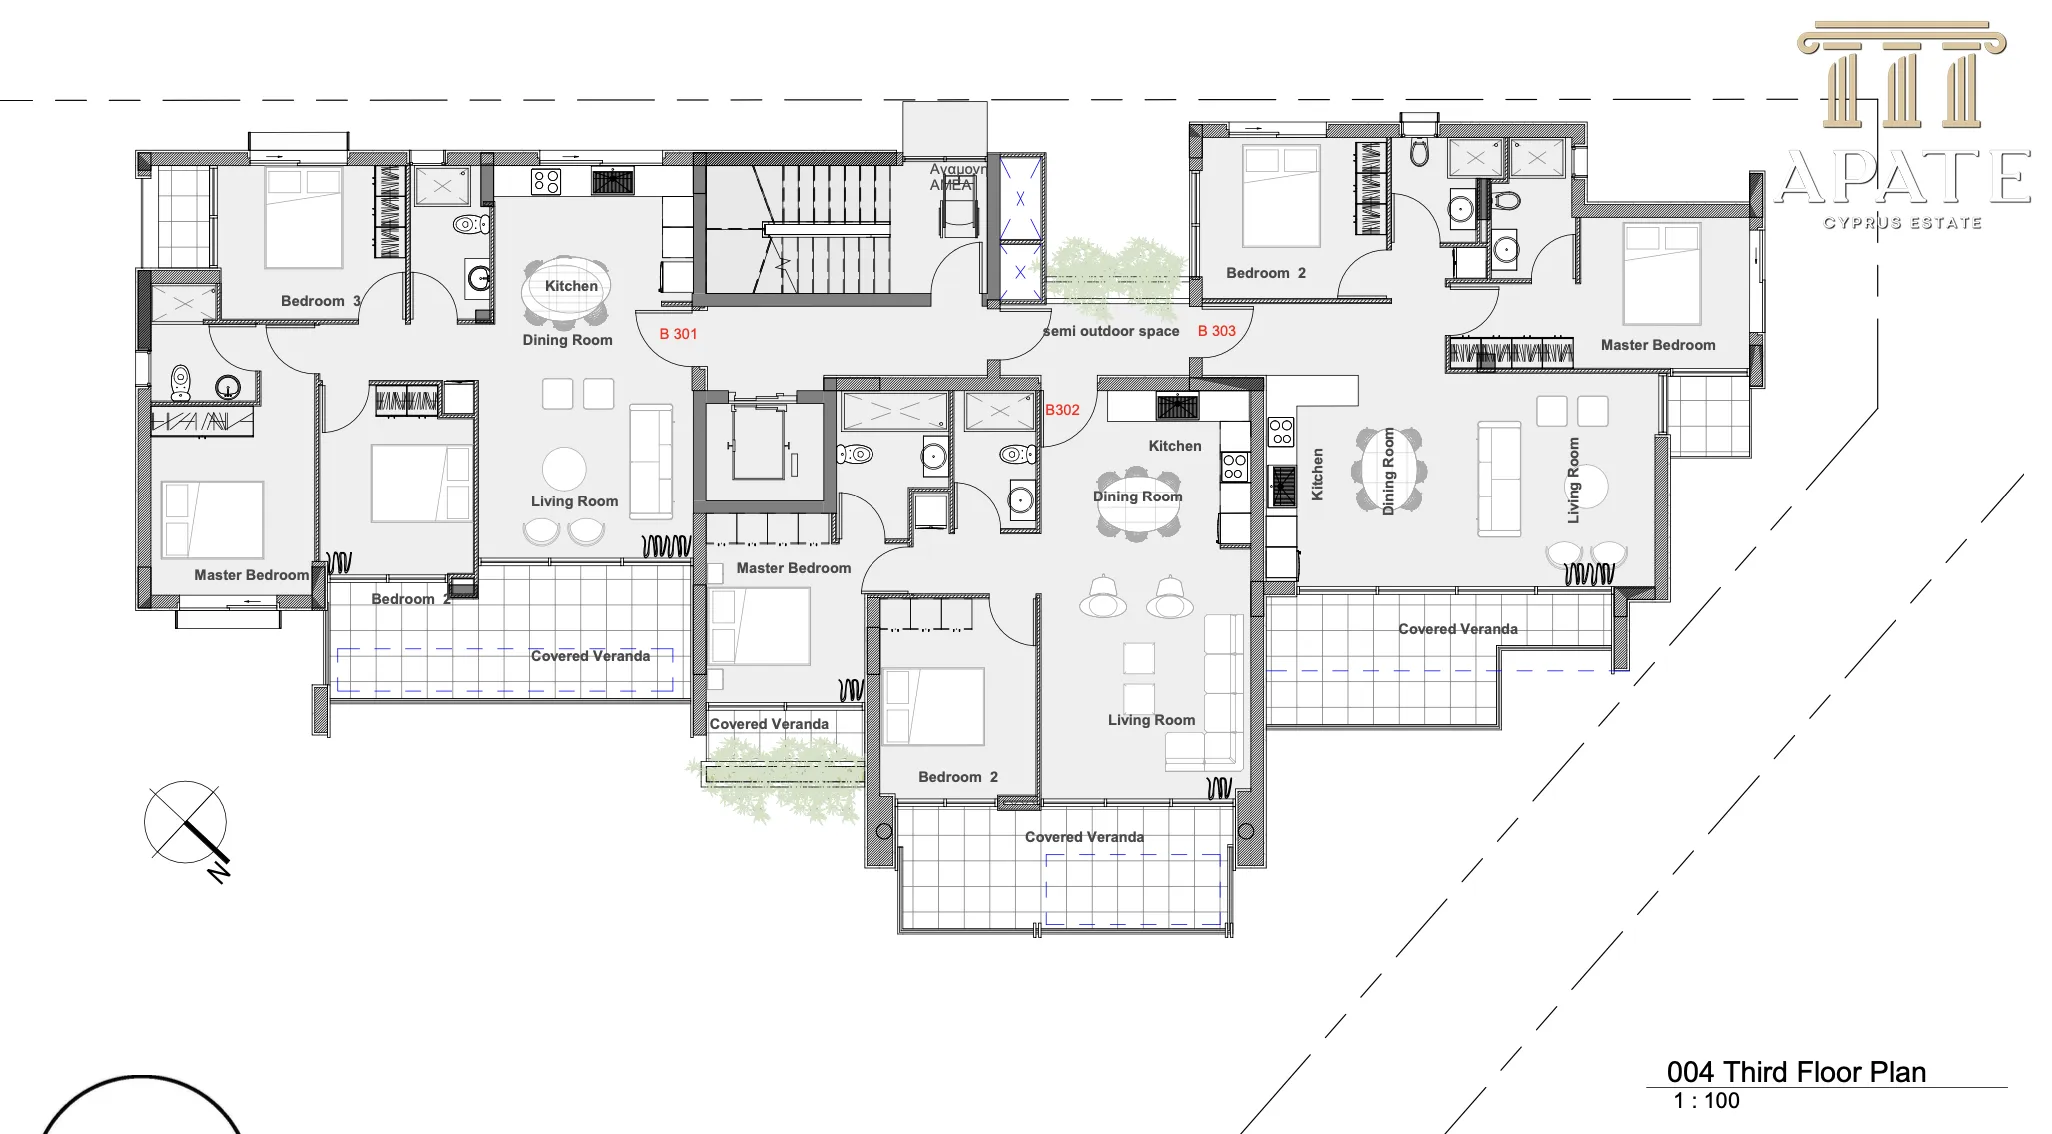 APATE
CYPRUS ESTATE
Αναμονη
ΑΜΕΑ
Bedroom 3
Kitchen
Dining Room
B 301
semi outdoor space
B 303
Bedroom 2
Master Bedroom
B302
Kitchen
Dining Room
Living Room
Master Bedroom
Bedroom 2
Covered Veranda
Master Bedroom
Covered Veranda
Bedroom 2
Living Room
Covered Veranda
Kitchen
Dining Room
Living Room
Covered Veranda
N
004 Third Floor Plan
1 : 100